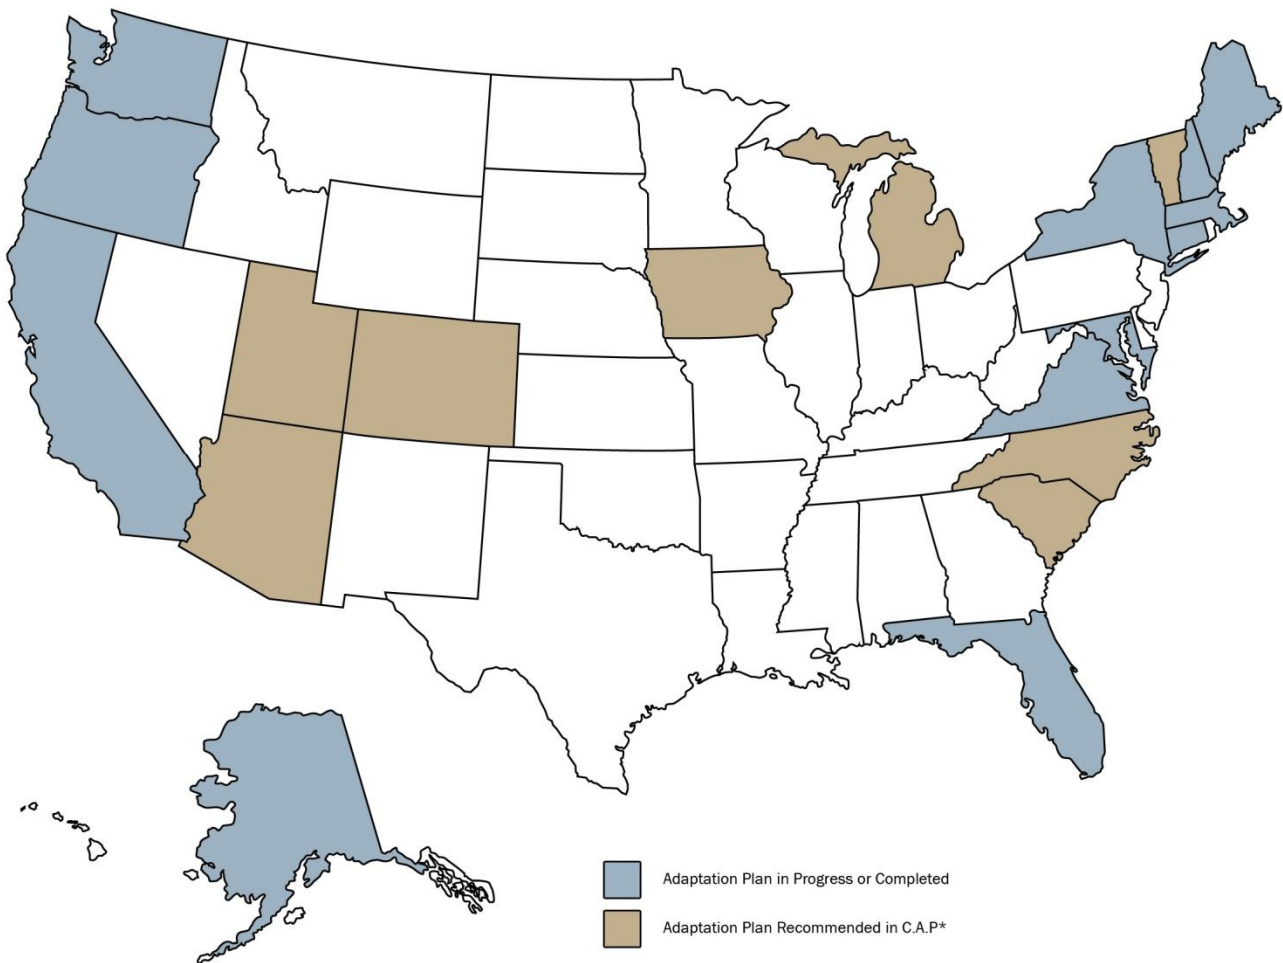 Adaptation Plan in Progress or Completed
Adaptation Plan Recommended in C.A.P*